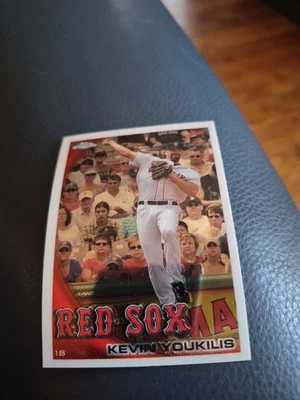 RED SOX
KEVIN YOUKILIS
1B